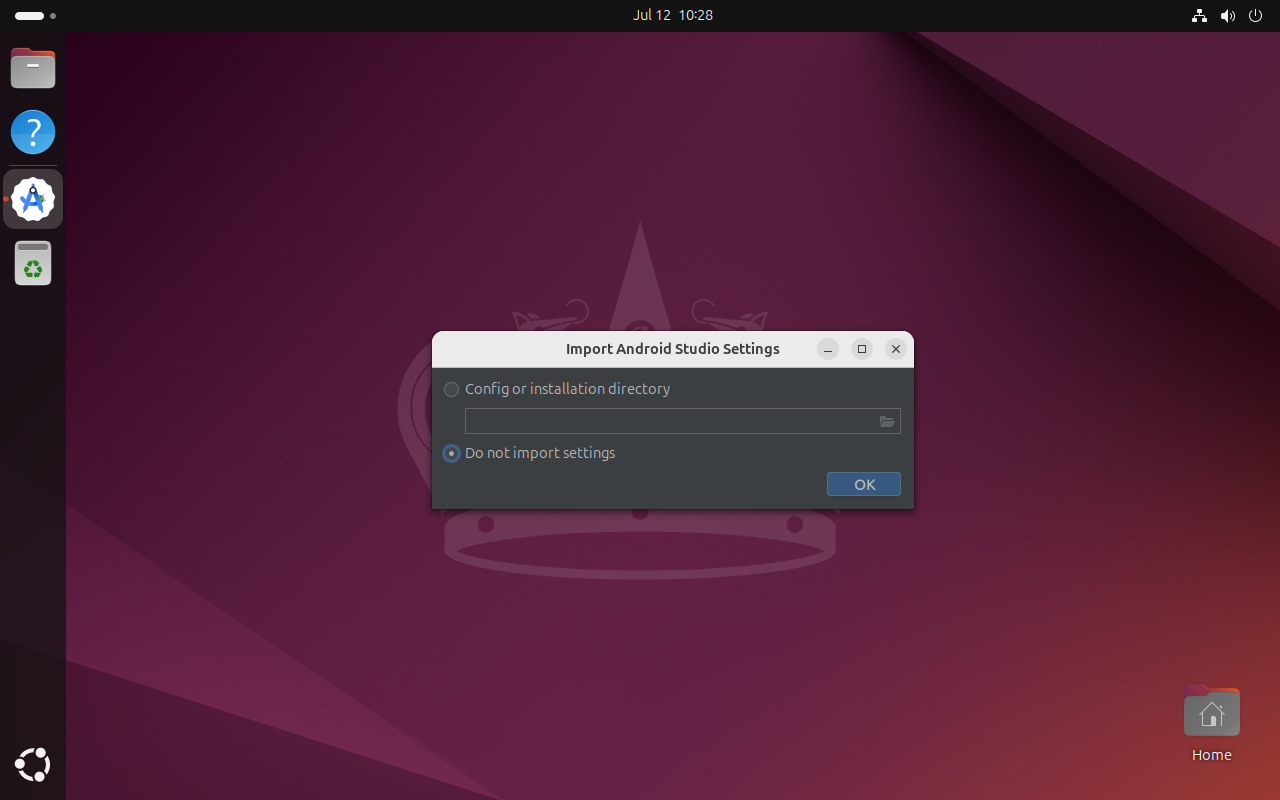 Jul 12 10:28
Import Android Studio Settings
Config or installation directory
Do not import settings
OK
Home